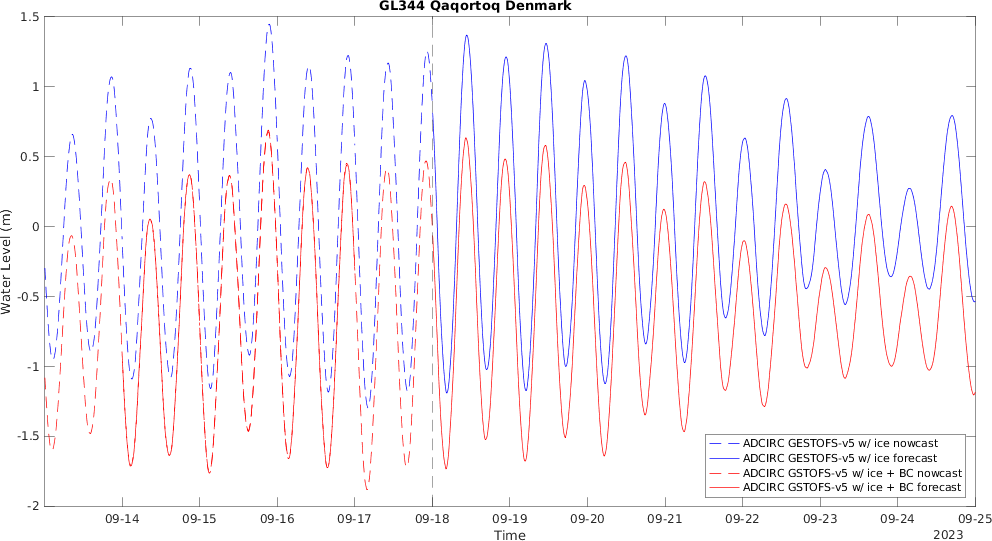 GL344 Qaqortoq Denmark
1.5
1
0.5
0
-0.5
-1
-1.5
-2
Water Level (m)
09-14 09-15 09-16 09-17 09-18 09-19 09-20 09-21 09-22 09-23 09-24 09-25
Time
2023
ADCIRC GESTOFS-v5 w/ ice nowcast
ADCIRC GESTOFS-v5 w/ ice forecast
ADCIRC GSTOFS-v5 w/ ice + BC nowcast
ADCIRC GSTOFS-v5 w/ ice + BC forecast